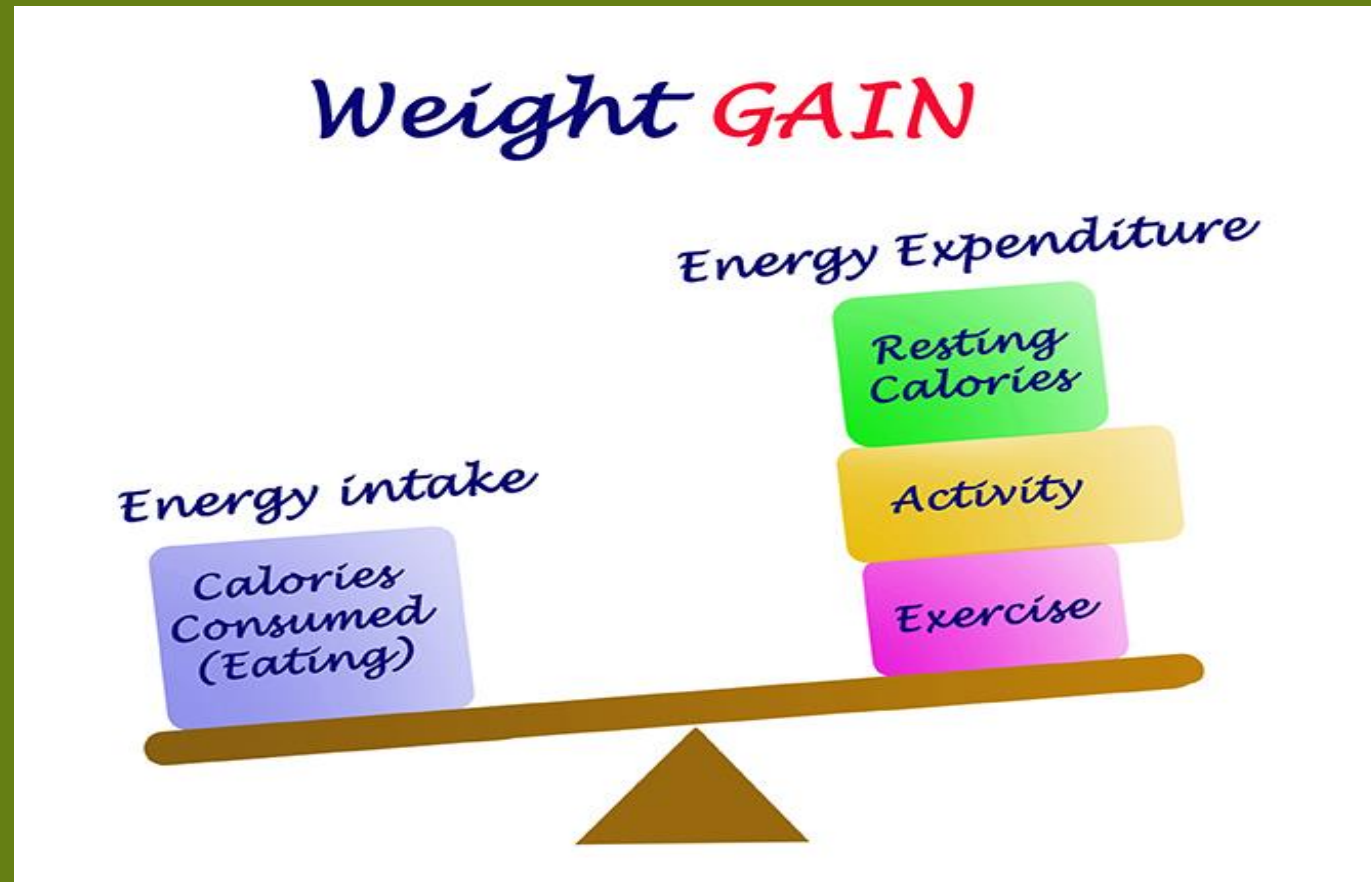 Weight GAIN
Energy Expenditure
Resting
Calories
Activity
Exercise
Energy intake
Calories
Consumed
(Eating)